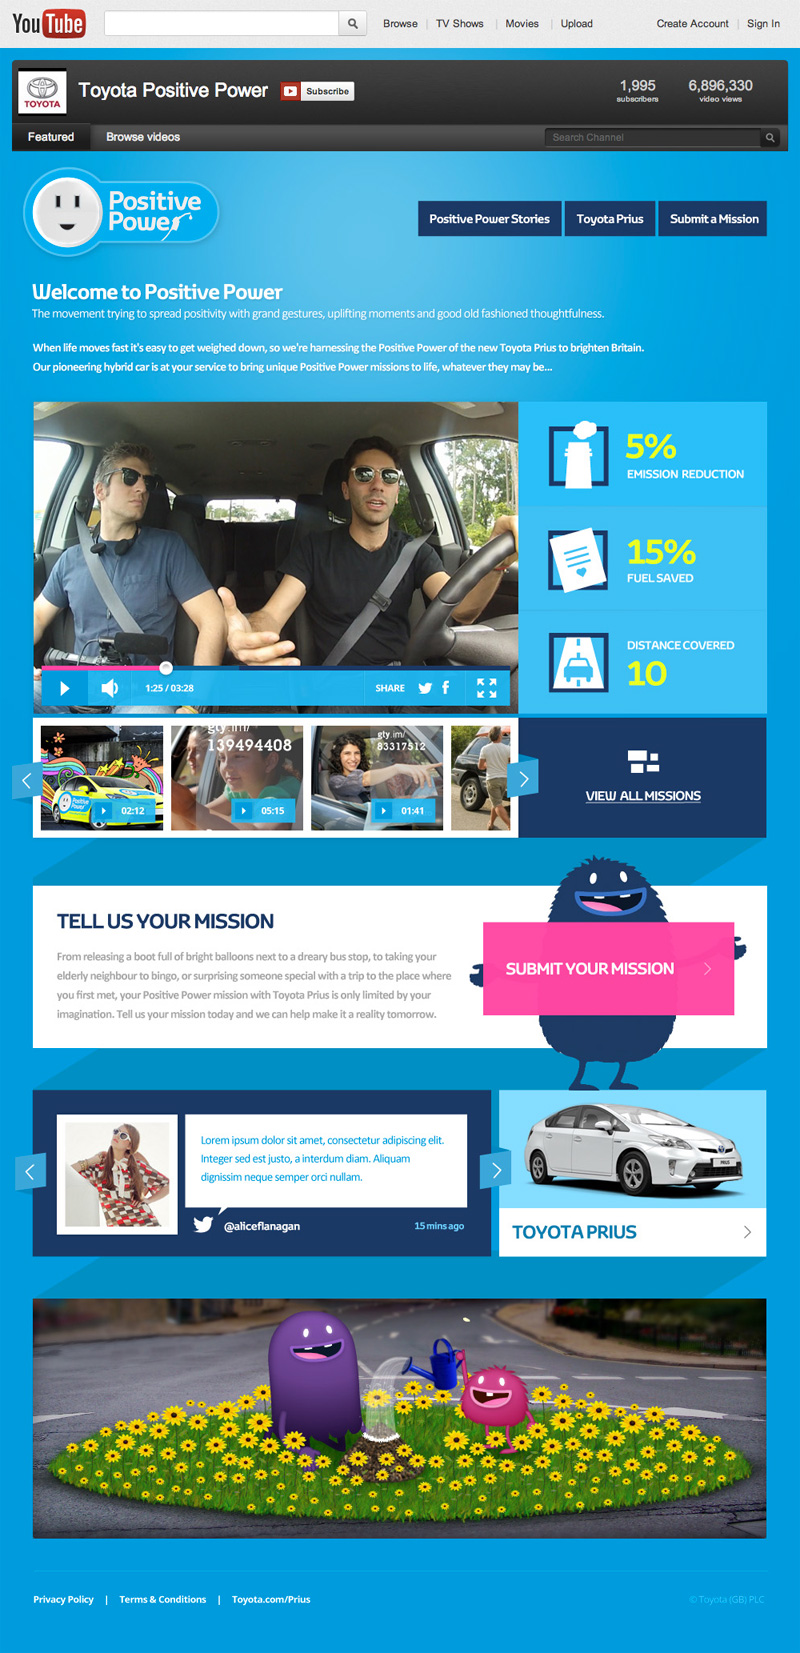 YouTube
Browse | TV Shows | Movies | Upload
Create Account | Sign In
TOYOTA
Toyota Positive Power
Subscribe
1,995
subscribers
6,896,330
video views
Featured
Browse videos
Search Channel
Positive
Power
Positive Power Stories
Toyota Prius
Submit a Mission
Welcome to Positive Power
The movement trying to spread positivity with grand gestures, uplifting moments and good old fashioned thoughtfulness.
When life moves fast it's easy to get weighed down, so we're harnessing the Positive Power of the new Toyota Prius to brighten Britain.
Our pioneering hybrid car is at your service to bring unique Positive Power missions to life, whatever they may be...
5%
EMISSION REDUCTION
15%
FUEL SAVED
DISTANCE COVERED
10
1:25 / 03:28
SHARE
Positive
Power
02:12
gty.im/
139494408
05:15
gty.im/
83317512
01:41
VIEW ALL MISSIONS
TELL US YOUR MISSION
From releasing a boot full of bright balloons next to a dreary bus stop, to taking your
elderly neighbour to bingo, or surprising someone special with a trip to the place where
you first met, your Positive Power mission with Toyota Prius is only limited by your
imagination. Tell us your mission today and we can help make it a reality tomorrow.
SUBMIT YOUR MISSION
Lorem ipsum dolor sit amet, consectetur adipiscing elit.
Integer sed est justo, a interdum diam. Aliquam
dignissim neque semper orci nullam.
@aliceflanagan
15 mins ago
PRIUS
TOYOTA PRIUS
Privacy Policy | Terms & Conditions | Toyota.com/Prius
© Toyota (GB) PLC